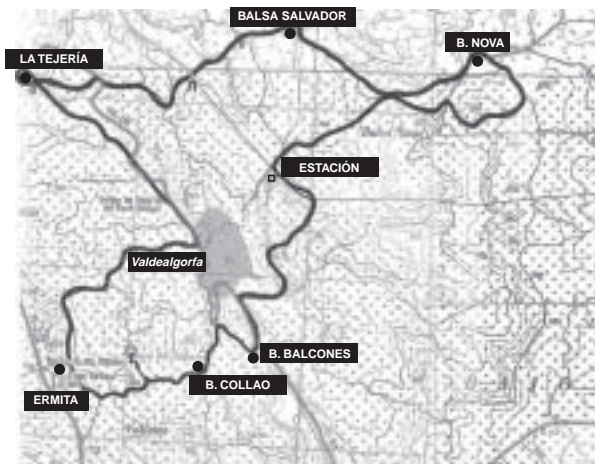 BALSA SALVADOR
B. NOVA
LA TEJERÍA
ESTACIÓN
Valdealgorfa
B. BALCONES
B. COLLAO
ERMITA